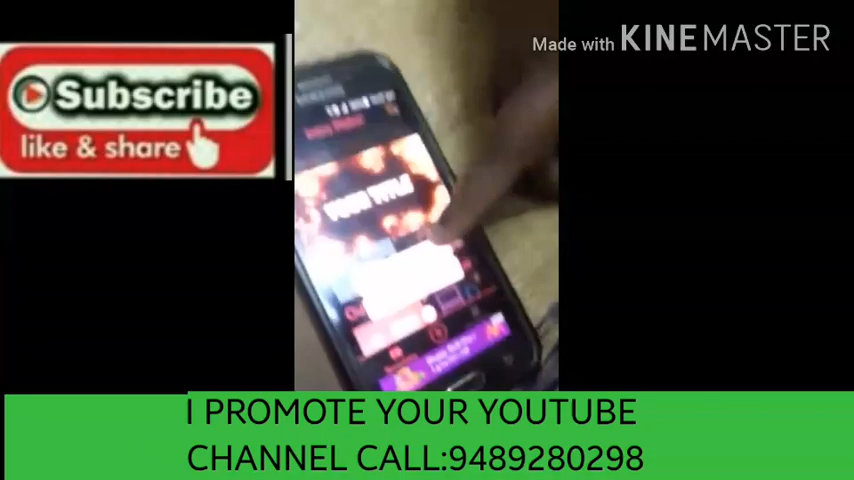 Made with KINEMASTER
Subscribe
like & share
I PROMOTE YOUR YOUTUBE
CHANNEL CALL:9489280298